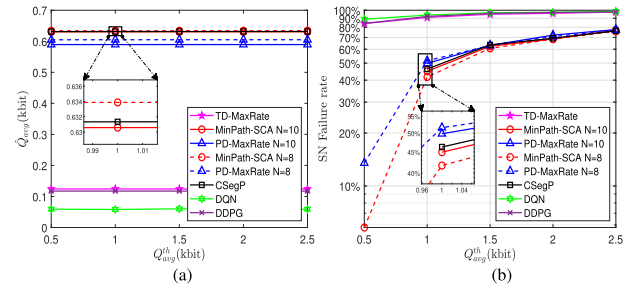 0.7
0.6
0.5
0.4
0.3
0.2
0.1
0
Q̂avg(kbit)
0.636
0.634
0.632
0.63
0.99 1 1.01
TD-MaxRate
MinPath-SCA N=10
PD-MaxRate N=10
MinPath-SCA N=8
PD-MaxRate N=8
CSegP
DQN
DDPG
0.5 1 1.5 2 2.5
Q^th_avg(kbit)
(a)
100%
90%
80%
70%
60%
50%
40%
30%
20%
10%
SN Failure rate
55%
50%
45%
40%
0.96 1 1.04
TD-MaxRate
MinPath-SCA N=10
PD-MaxRate N=10
MinPath-SCA N=8
PD-MaxRate N=8
CSegP
DQN
DDPG
0.5 1 1.5 2 2.5
Q^th_avg(kbit)
(b)